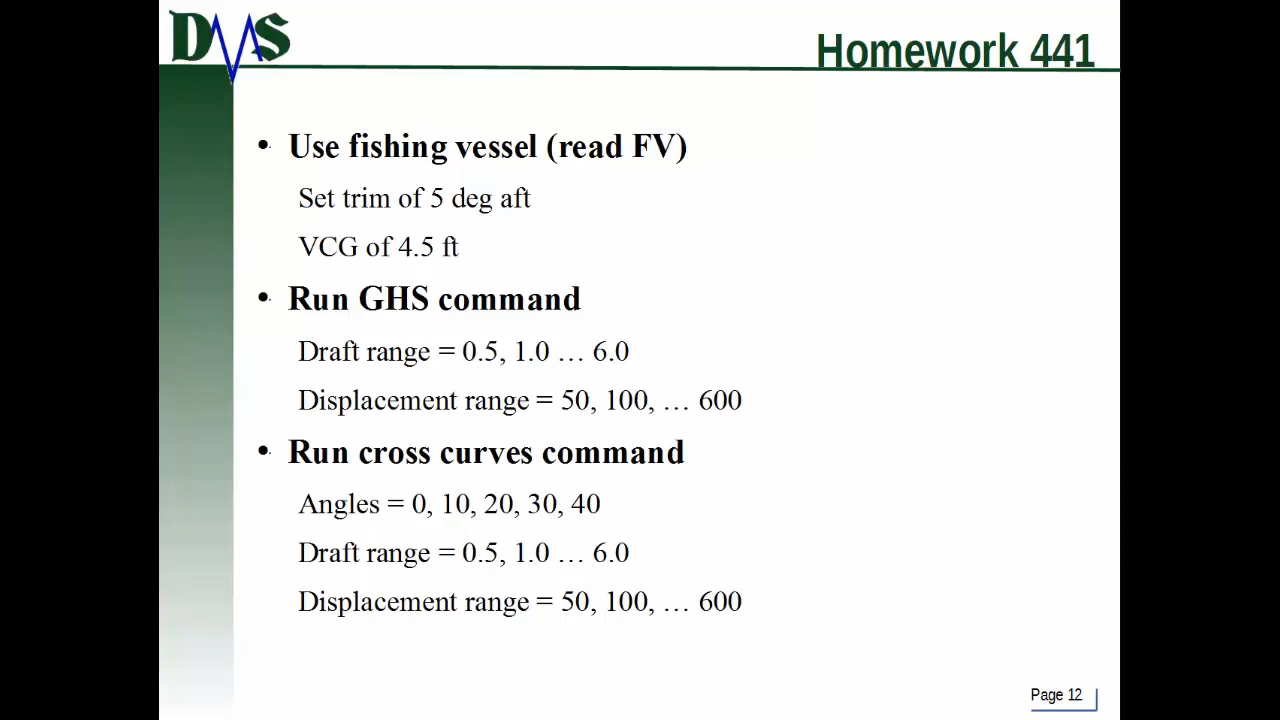 DMS
Homework 441
• Use fishing vessel (read FV)
Set trim of 5 deg aft
VCG of 4.5 ft
• Run GHS command
Draft range = 0.5, 1.0 … 6.0
Displacement range = 50, 100, … 600
• Run cross curves command
Angles = 0, 10, 20, 30, 40
Draft range = 0.5, 1.0 … 6.0
Displacement range = 50, 100, … 600
Page 12